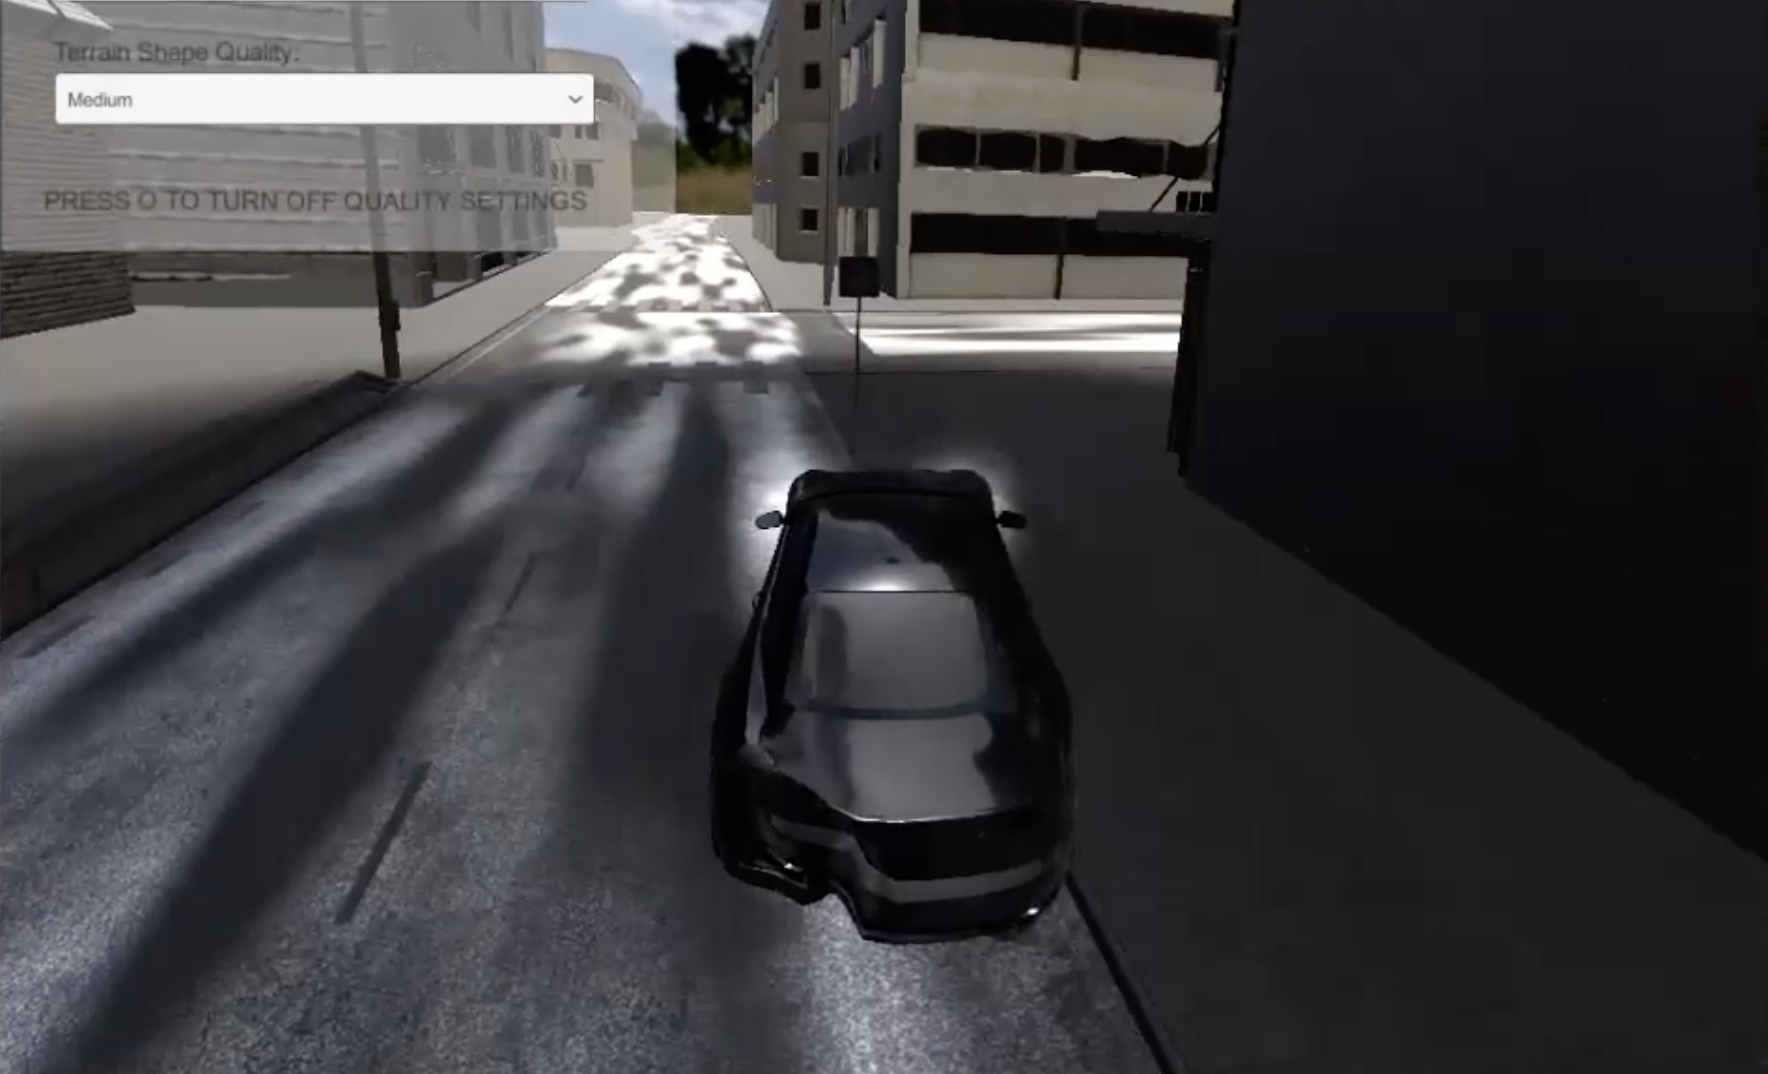 Terrain Shape Quality:
Medium
PRESS O TO TURN OFF QUALITY SETTINGS